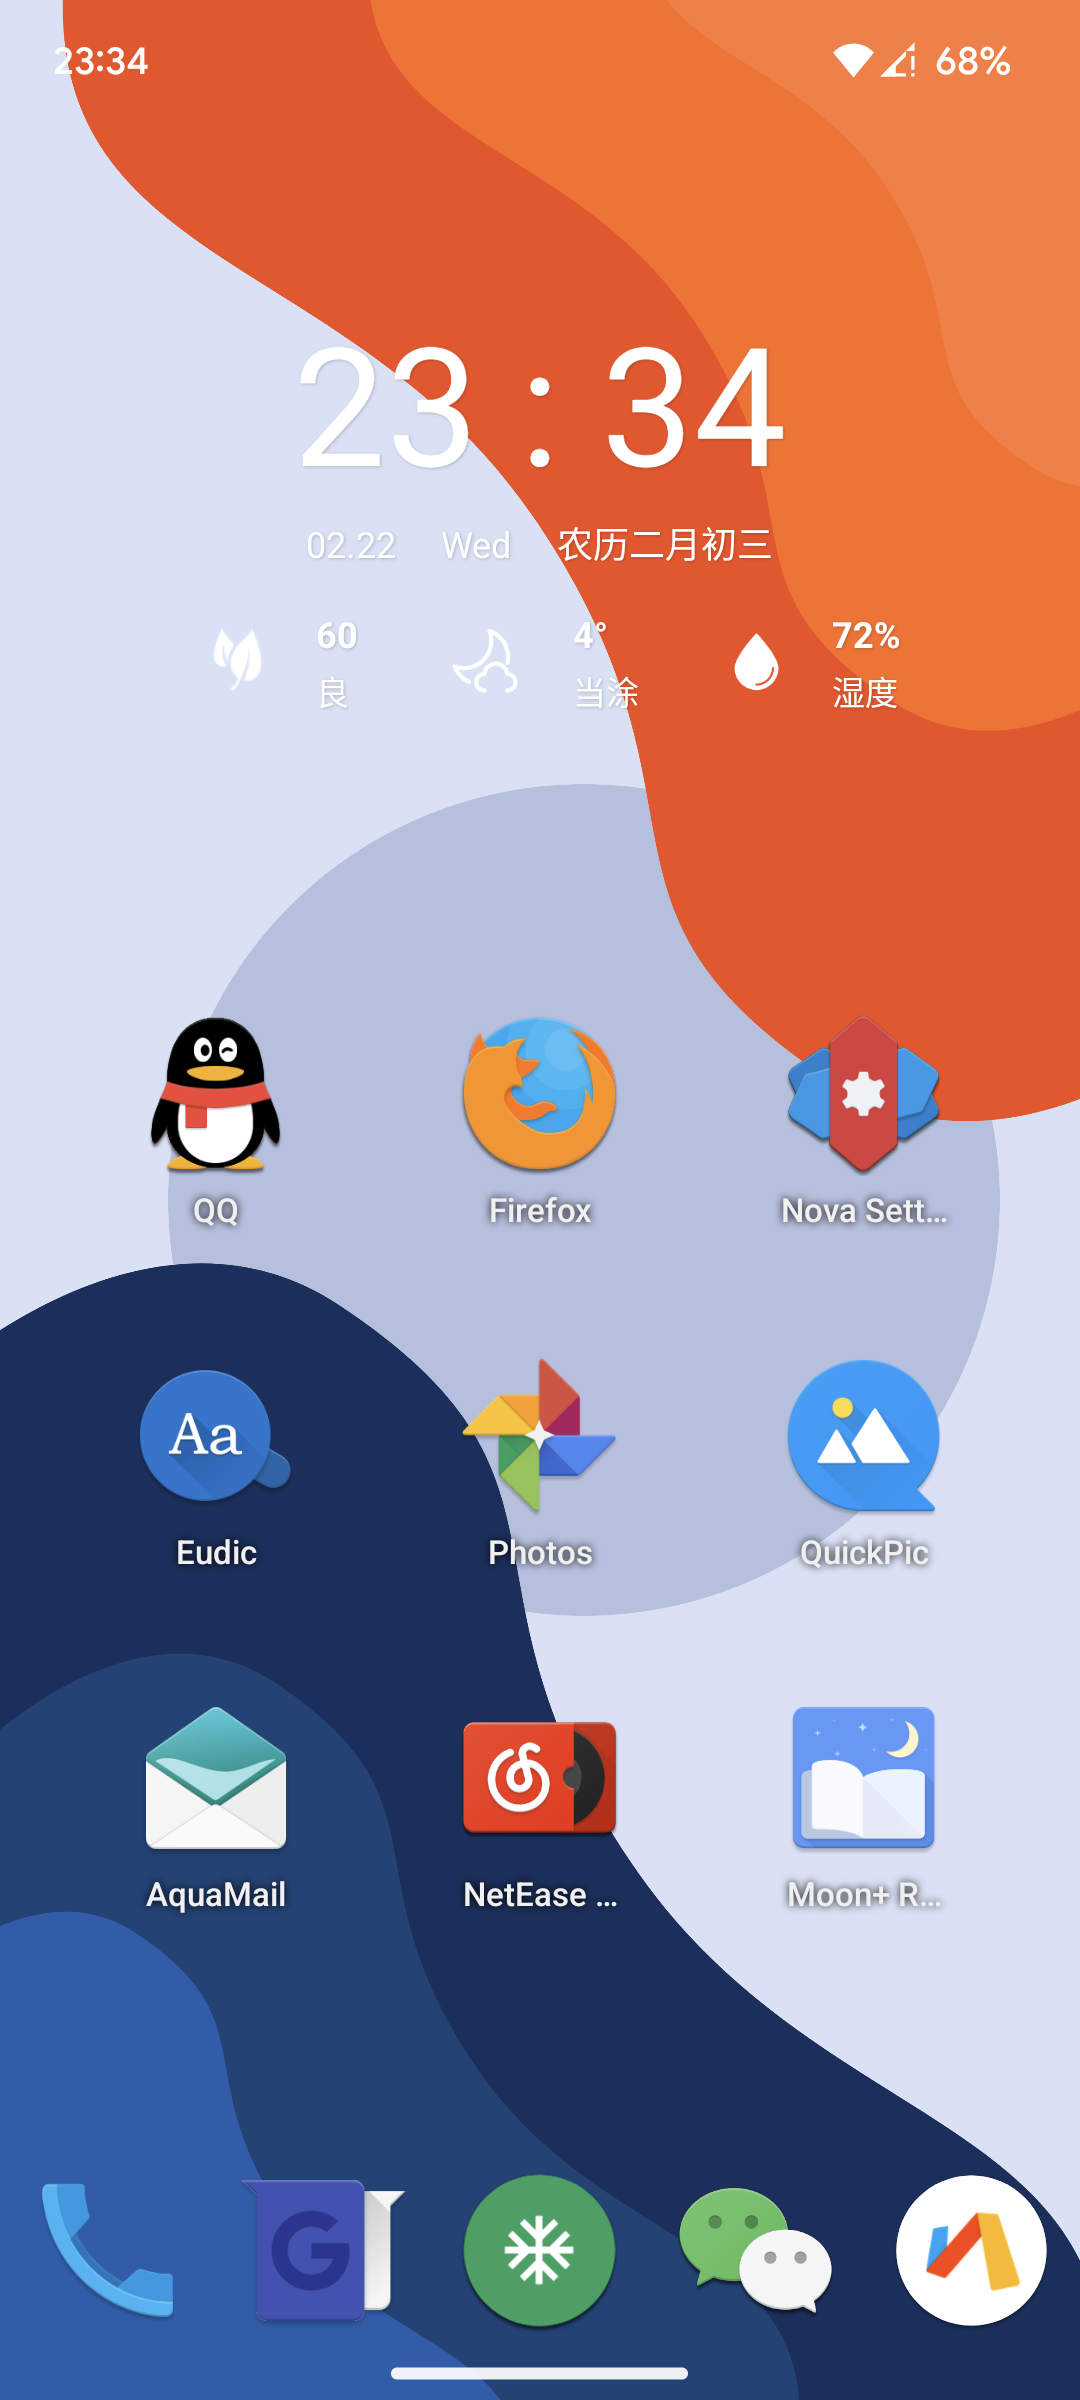 23:34 68%
23 : 34
02.22 Wed 农历二月初三
60 4° 72%
良 当涂 湿度
QQ Firefox Nova Sett...
Aa
Eudic Photos QuickPic
AquaMail NetEase ... Moon+ R...
G